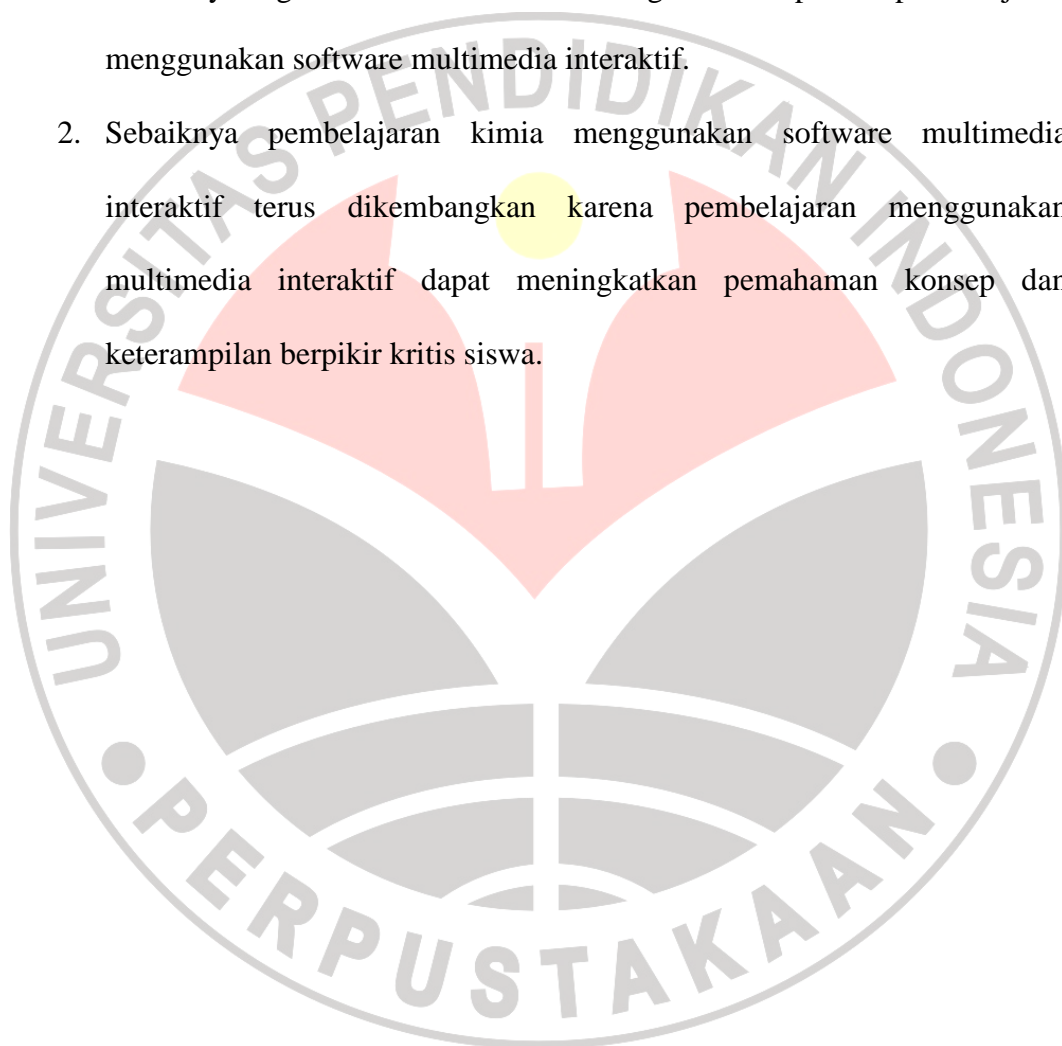 menggunakan software multimedia interaktif.
2. Sebaiknya pembelajaran kimia menggunakan software multimedia
interaktif terus dikembangkan karena pembelajaran menggunakan
multimedia interaktif dapat meningkatkan pemahaman konsep dan
keterampilan berpikir kritis siswa.
UNIVERSITAS PENDIDIKAN INDONESIA
PERPUSTAKAAN